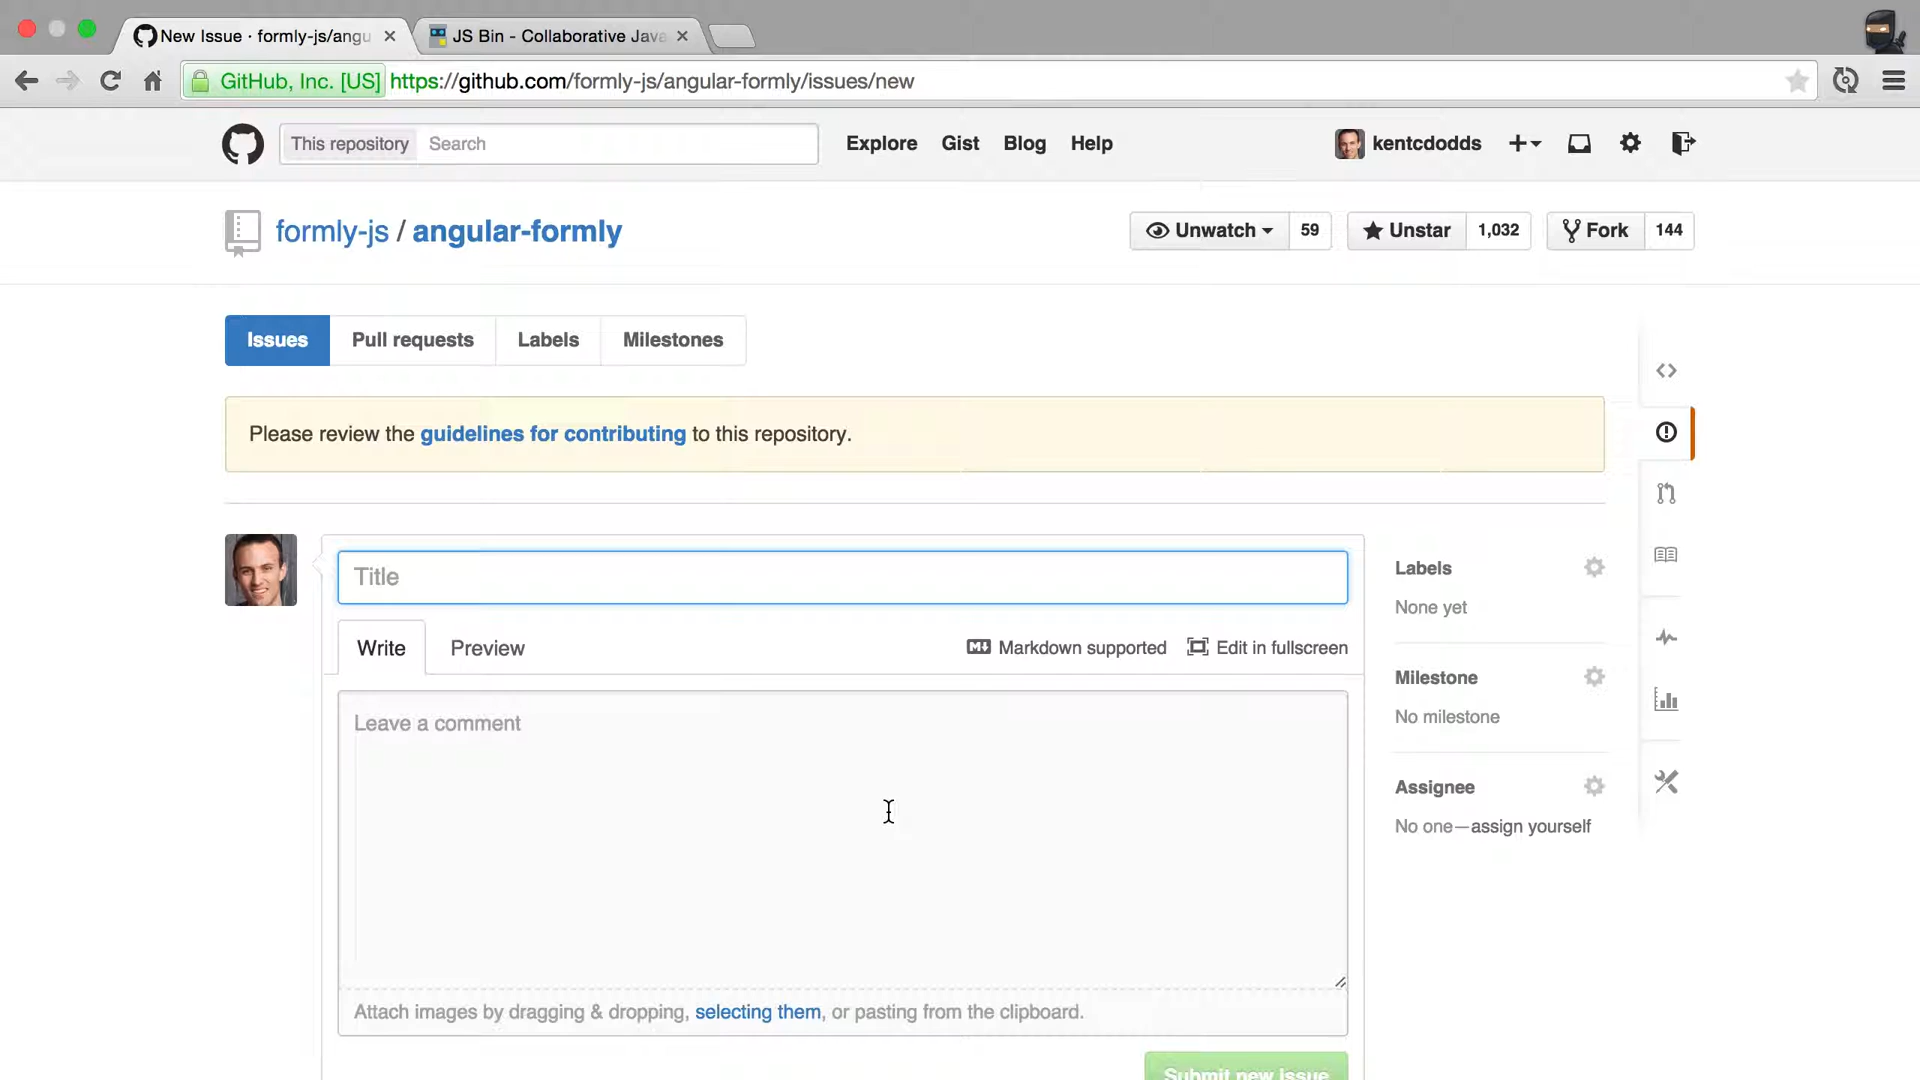 New Issue · formly-js/angu
JS Bin - Collaborative Java
GitHub, Inc. [US] https://github.com/formly-js/angular-formly/issues/new
This repository Search Explore Gist Blog Help kentcdodds
formly-js / angular-formly Unwatch 59 Unstar 1,032 Fork 144
Issues Pull requests Labels Milestones
Please review the guidelines for contributing to this repository.
Title
Labels
None yet
Write Preview Markdown supported Edit in fullscreen
Milestone
No milestone
Leave a comment
Assignee
No one—assign yourself
Attach images by dragging & dropping, selecting them, or pasting from the clipboard.
Submit new issue